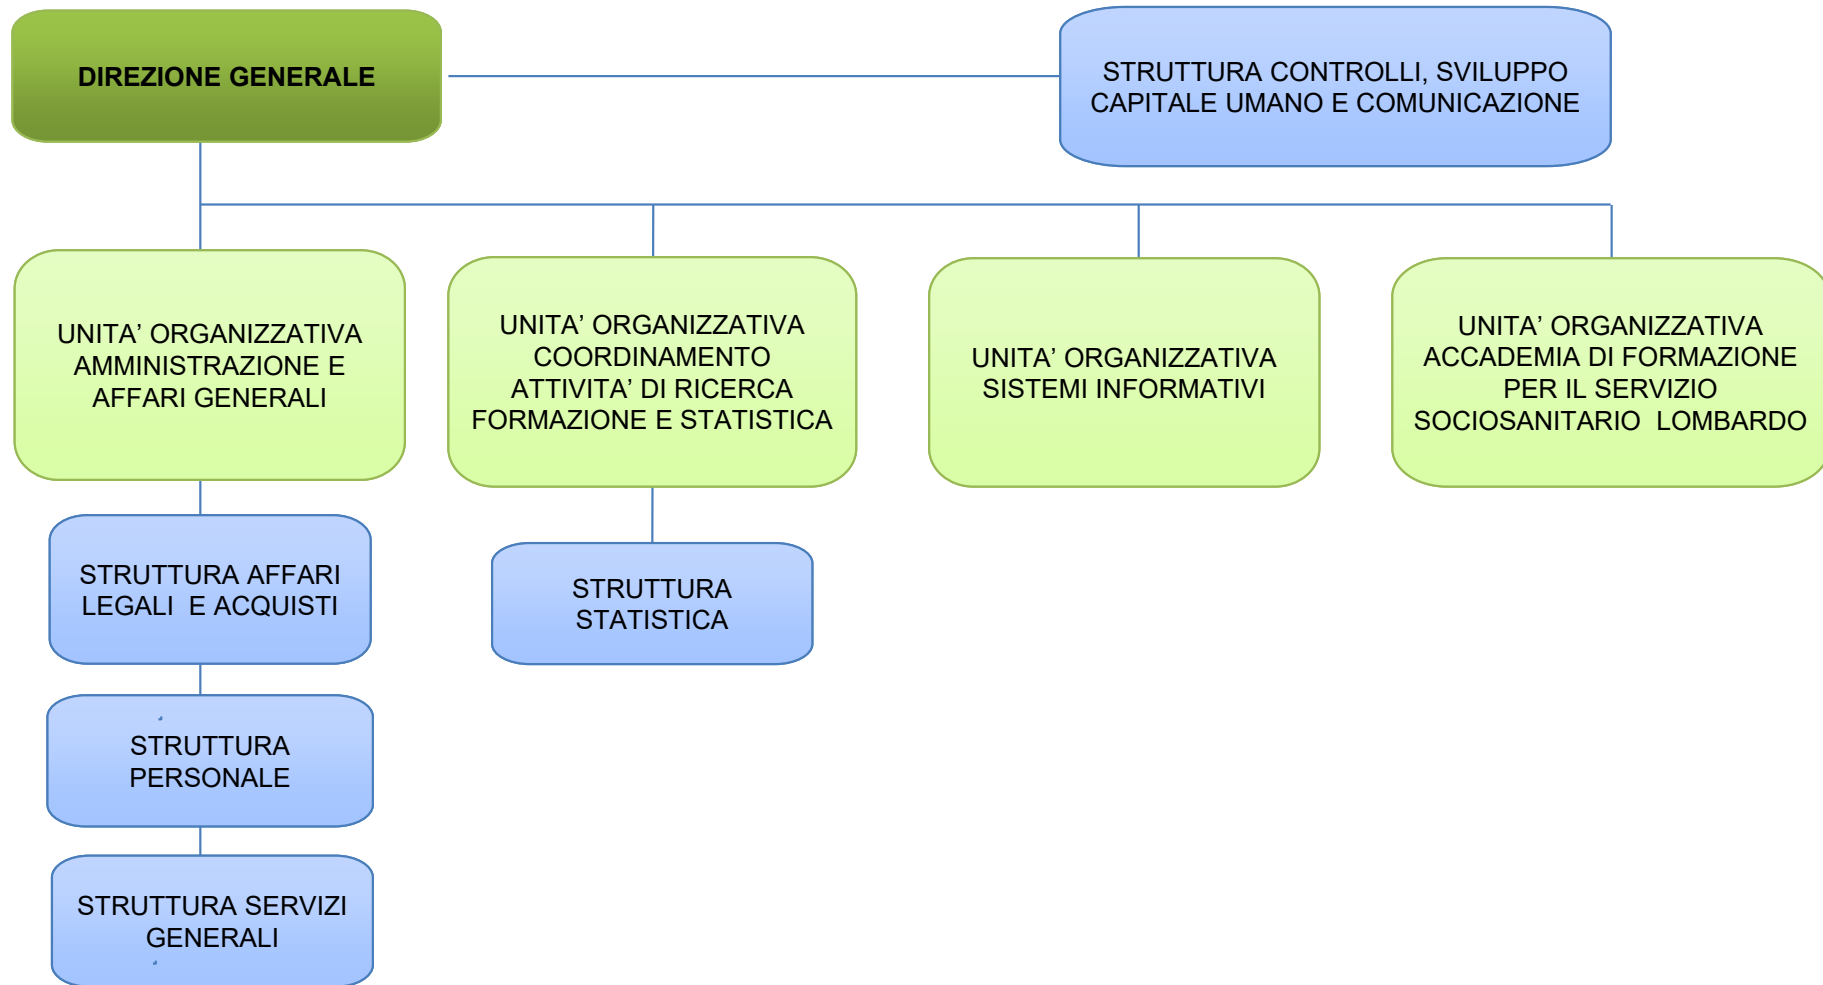 DIREZIONE GENERALE
STRUTTURA CONTROLLI, SVILUPPO
CAPITALE UMANO E COMUNICAZIONE
UNITA’ ORGANIZZATIVA
AMMINISTRAZIONE E
AFFARI GENERALI
UNITA’ ORGANIZZATIVA
COORDINAMENTO
ATTIVITA’ DI RICERCA
FORMAZIONE E STATISTICA
UNITA’ ORGANIZZATIVA
SISTEMI INFORMATIVI
UNITA’ ORGANIZZATIVA
ACCADEMIA DI FORMAZIONE
PER IL SERVIZIO
SOCIOSANITARIO  LOMBARDO
STRUTTURA AFFARI
LEGALI  E ACQUISTI
STRUTTURA
STATISTICA
STRUTTURA
PERSONALE
STRUTTURA SERVIZI
GENERALI